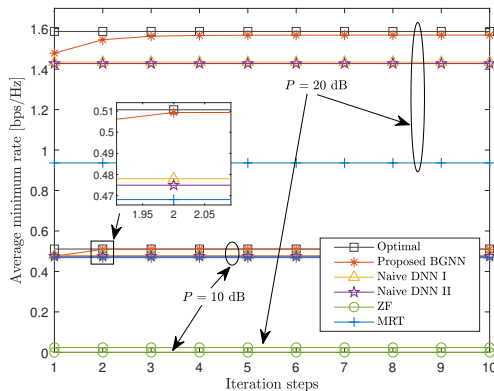 1.6
1.4
1.2
1
0.8
0.6
0.4
0.2
0
Average minimum rate [bps/Hz]
0.51
0.5
0.49
0.48
0.47
1.95
2
2.05
P = 20 dB
P = 10 dB
Optimal
Proposed BGNN
Naive DNN I
Naive DNN II
ZF
MRT
1 2 3 4 5 6 7 8 9 10
Iteration steps